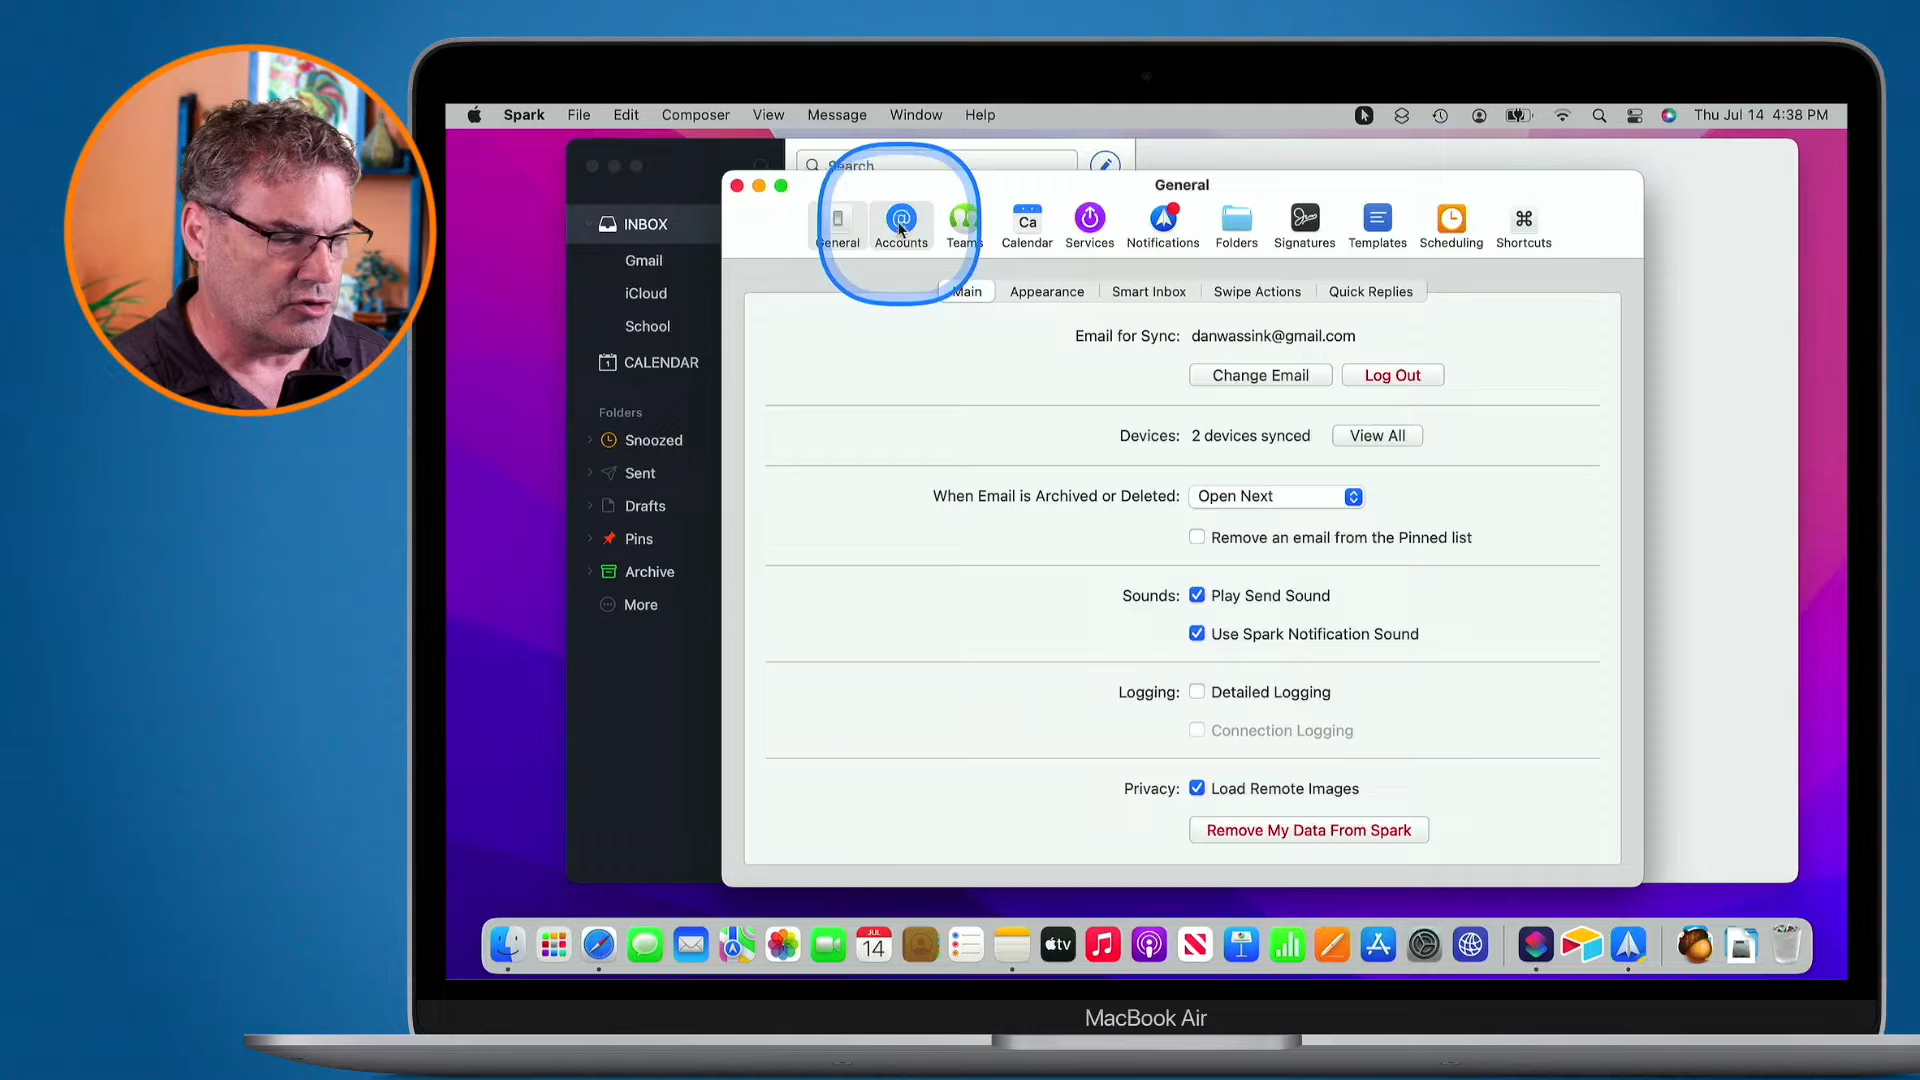 Spark File Edit Composer View Message Window Help Thu Jul 14 4:38 PM
Search
General
INBOX
Gmail
iCloud
School
CALENDAR
Folders
Snoozed
Sent
Drafts
Pins
Archive
More
General Accounts Teams Calendar Services Notifications Folders Signatures Templates Scheduling Shortcuts
Ca
Main Appearance Smart Inbox Swipe Actions Quick Replies
Email for Sync: danwassink@gmail.com
Change Email Log Out
Devices: 2 devices synced View All
When Email is Archived or Deleted: Open Next
Remove an email from the Pinned list
Sounds: Play Send Sound
Use Spark Notification Sound
Logging: Detailed Logging
Connection Logging
Privacy: Load Remote Images
Remove My Data From Spark
JUL
14
tv
MacBook Air